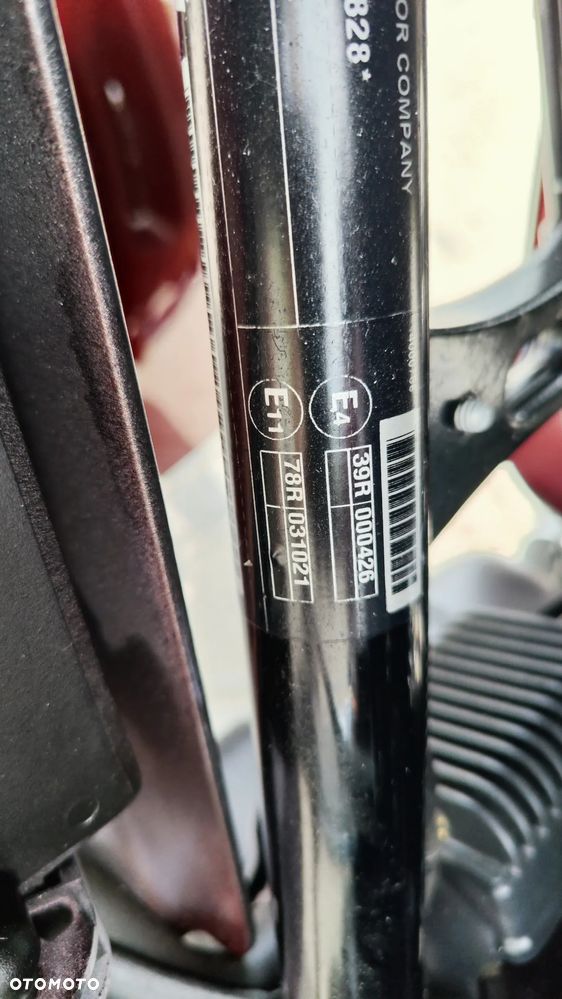 OR COMPANY
828*
E4
39R 000426
E11
78R 031021
OTOMOTO